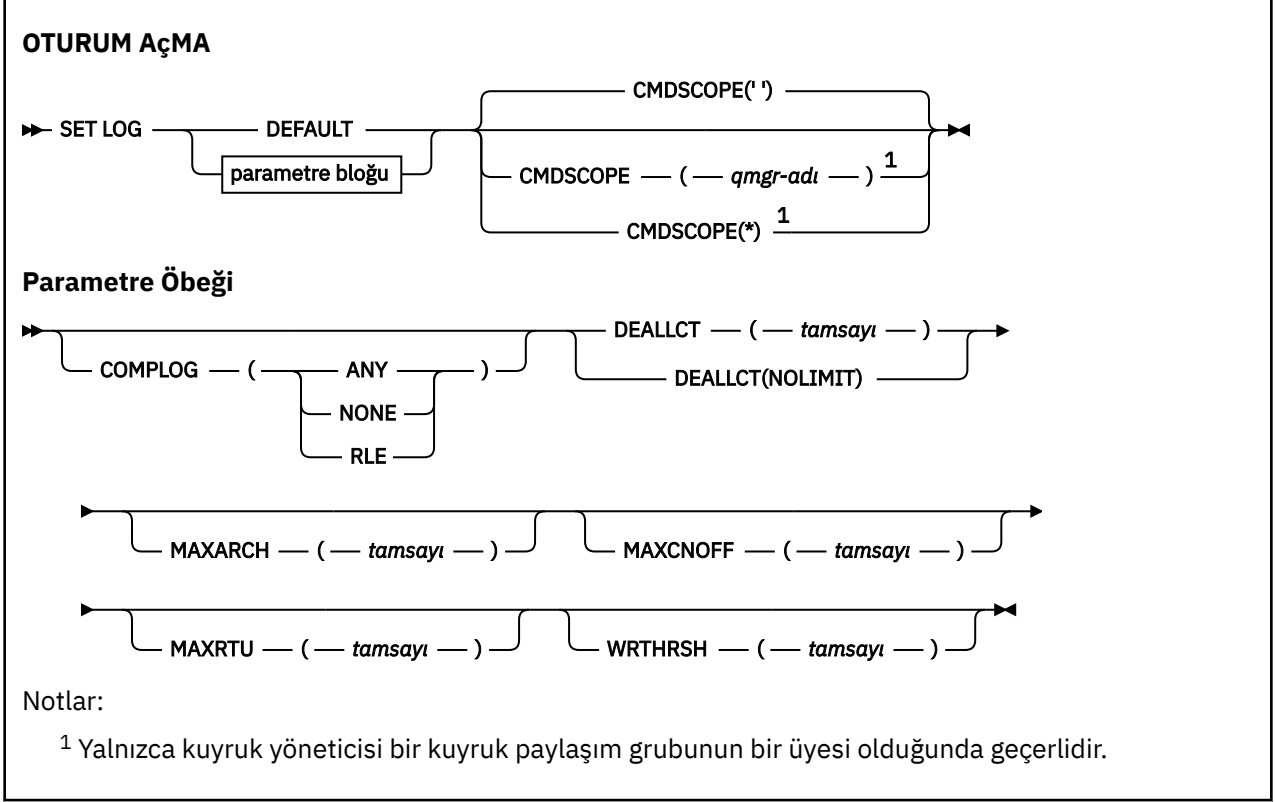 OTURUM AçMA
CMDSCOPE(' ')
SET LOG DEFAULT
parametre bloğu
CMDSCOPE ( qmgr-adı ) 1
CMDSCOPE(*) 1
Parametre Öbeği
DEALLCT ( tamsayı )
COMPLOG ( ANY )
DEALLCT(NOLIMIT)
NONE
RLE
MAXARCH ( tamsayı ) MAXCNOFF ( tamsayı )
MAXRTU ( tamsayı ) WRTHRSH ( tamsayı )
Notlar:
1 Yalnızca kuyruk yöneticisi bir kuyruk paylaşım grubunun bir üyesi olduğunda geçerlidir.